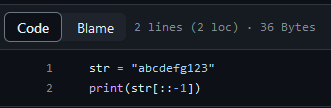 Code Blame 2 lines (2 loc) · 36 Bytes
1 str = "abcdefg123"
2 print(str[::-1])